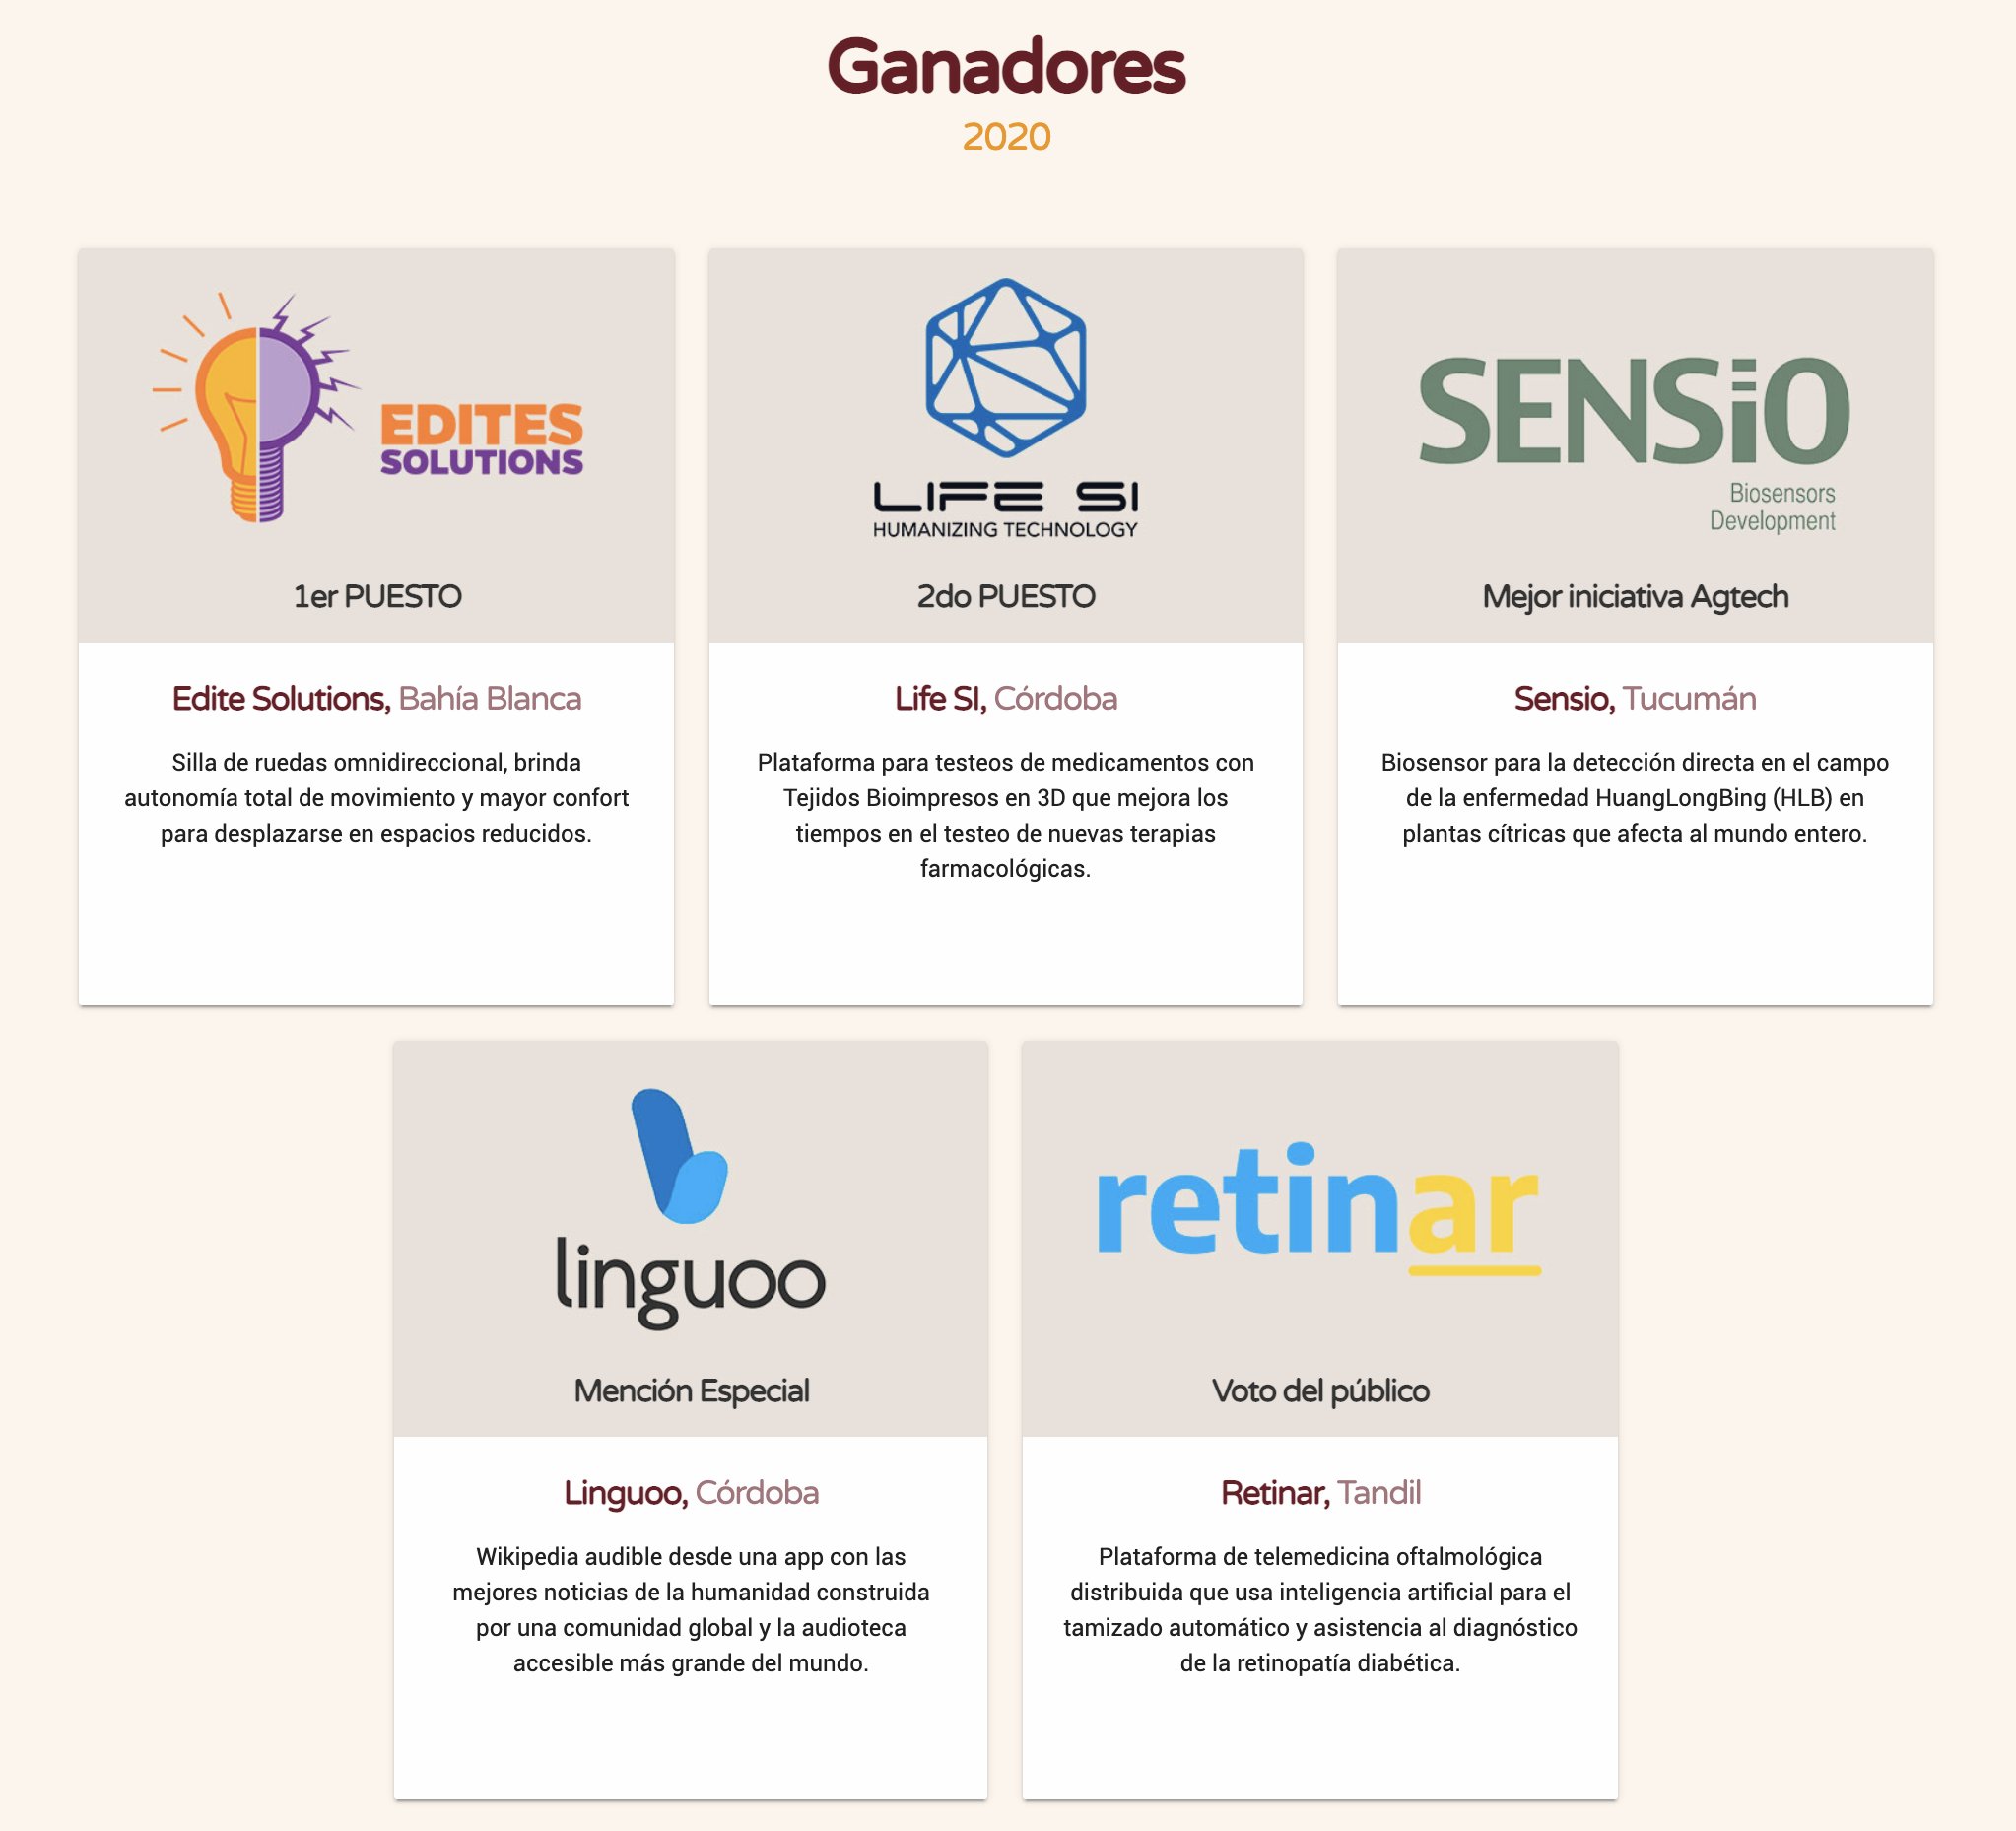 Ganadores
2020
EDITES
SOLUTIONS
1er PUESTO
Edite Solutions, Bahía Blanca
Silla de ruedas omnidireccional, brinda
autonomía total de movimiento y mayor confort
para desplazarse en espacios reducidos.
LIFE SI
HUMANIZING TECHNOLOGY
2do PUESTO
Life SI, Córdoba
Plataforma para testeos de medicamentos con
Tejidos Bioimpresos en 3D que mejora los
tiempos en el testeo de nuevas terapias
farmacológicas.
SENSiO
Biosensors
Development
Mejor iniciativa Agtech
Sensio, Tucumán
Biosensor para la detección directa en el campo
de la enfermedad HuangLongBing (HLB) en
plantas cítricas que afecta al mundo entero.
linguoo
Mención Especial
Linguoo, Córdoba
Wikipedia audible desde una app con las
mejores noticias de la humanidad construida
por una comunidad global y la audioteca
accesible más grande del mundo.
retinar
Voto del público
Retinar, Tandil
Plataforma de telemedicina oftalmológica
distribuida que usa inteligencia artificial para el
tamizado automático y asistencia al diagnóstico
de la retinopatía diabética.